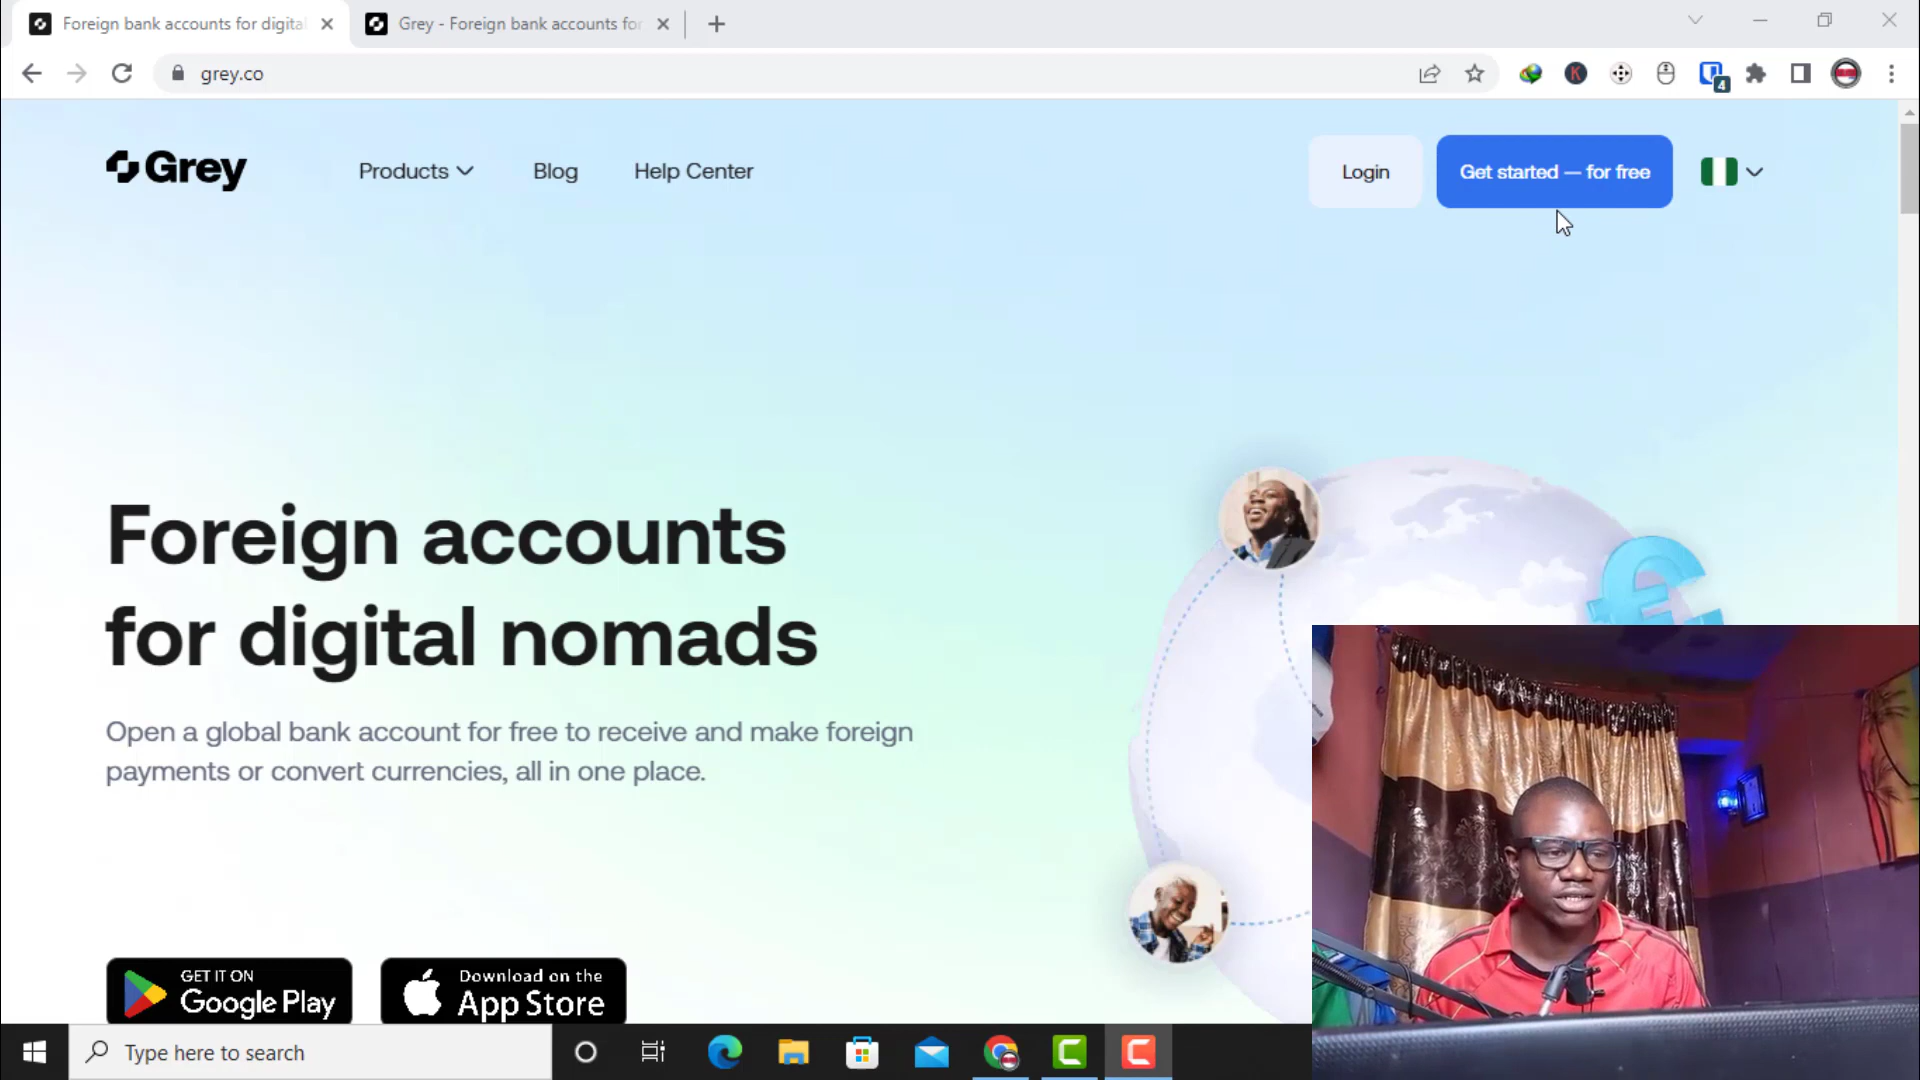 Foreign bank accounts for digita
Grey - Foreign bank accounts for
grey.co
K
4
Grey
Products
Blog
Help Center
Login
Get started — for free
Foreign accounts
for digital nomads
Open a global bank account for free to receive and make foreign
payments or convert currencies, all in one place.
GET IT ON
Google Play
Download on the
App Store
Type here to search